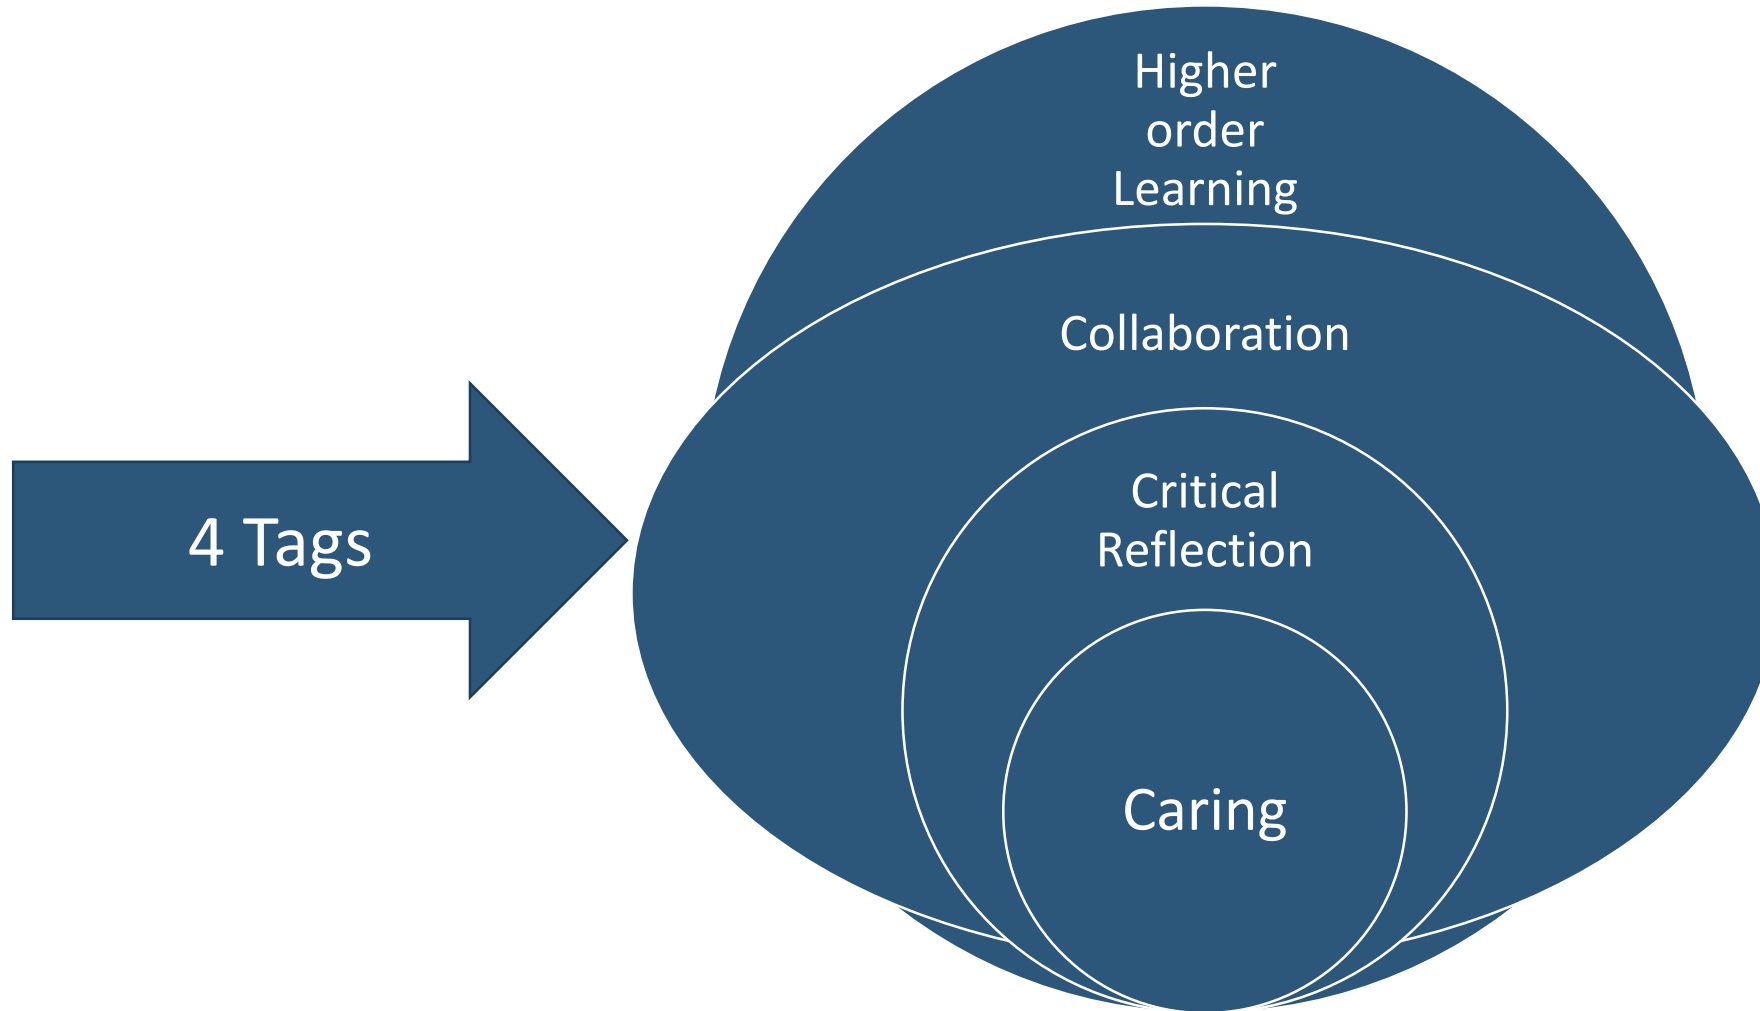 4 Tags
Higher
order
Learning
Collaboration
Critical
Reflection
Caring